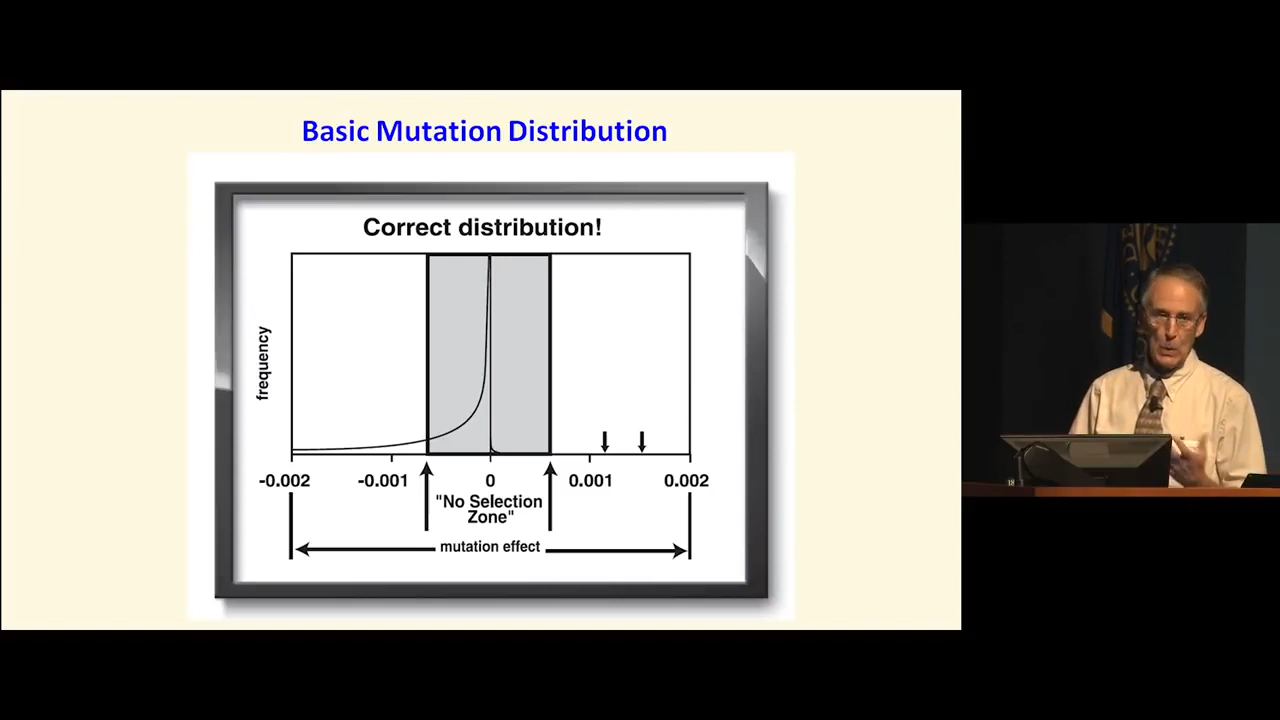 Basic Mutation Distribution
Correct distribution!
frequency
-0.002 -0.001 0 0.001 0.002
"No Selection
Zone"
mutation effect